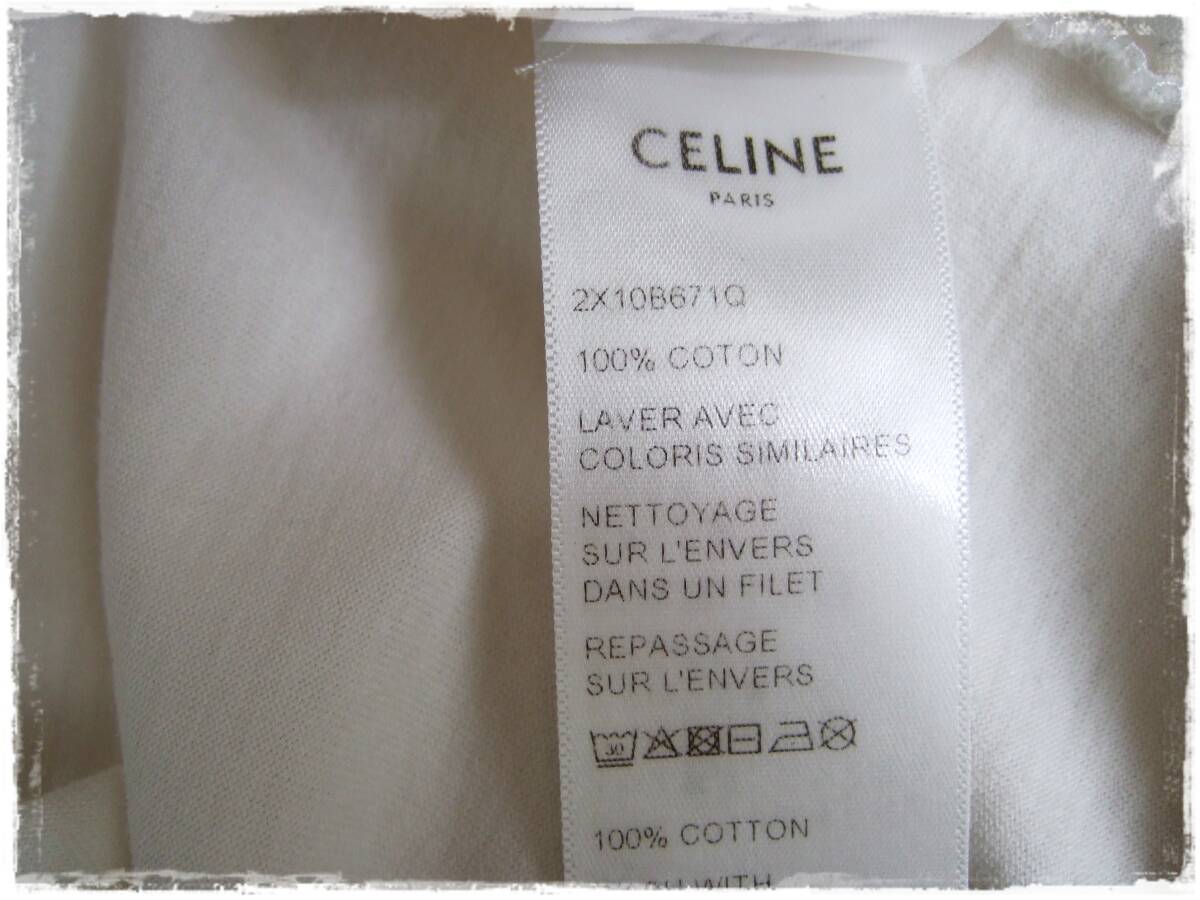 CELINE
PARIS
2X10B671Q
100% COTON
LAVER AVEC
COLORIS SIMILAIRES
NETTOYAGE
SUR L'ENVERS
DANS UN FILET
REPASSAGE
SUR L'ENVERS
30
100% COTTON
WITH